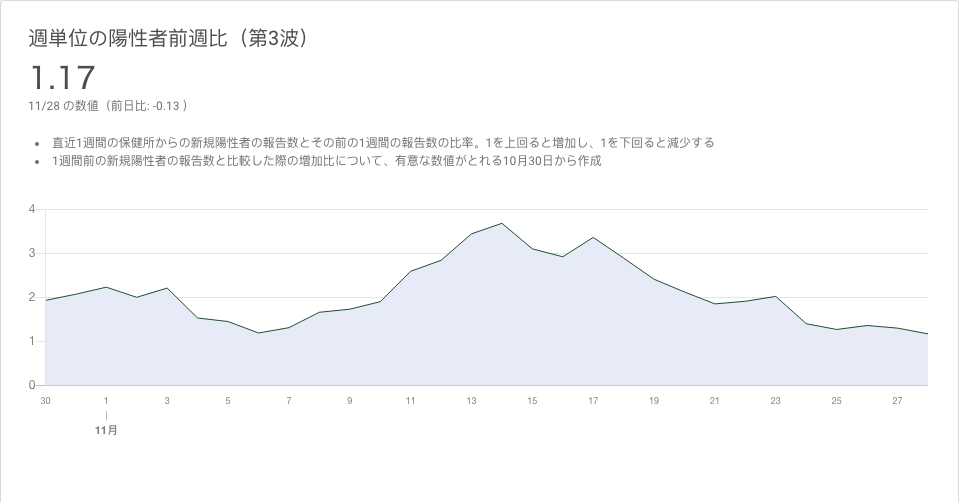 週単位の陽性者前週比（第3波）
1.17
11/28 の数値（前日比: -0.13 ）
• 直近1週間の保健所からの新規陽性者の報告数とその前の1週間の報告数の比率。1を上回ると増加し、1を下回ると減少する
• 1週間前の新規陽性者の報告数と比較した際の増加比について、有意な数値がとれる10月30日から作成
4
3
2
1
0
30 1 3 5 7 9 11 13 15 17 19 21 23 25 27
11月